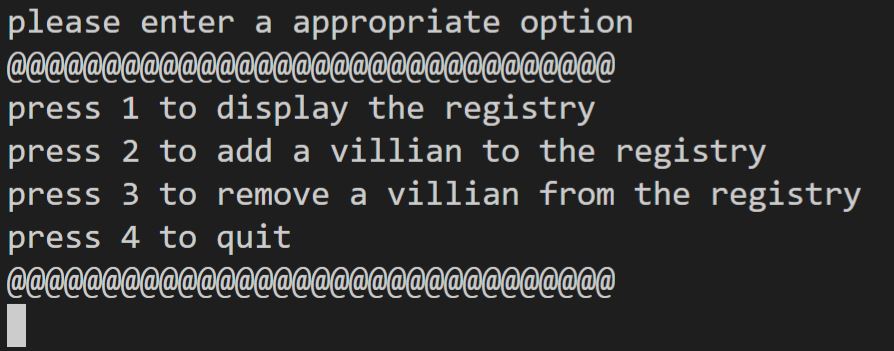 please enter a appropriate option
@@@@@@@@@@@@@@@@@@@@@@@@@@@@@@@@
press 1 to display the registry
press 2 to add a villian to the registry
press 3 to remove a villian from the registry
press 4 to quit
@@@@@@@@@@@@@@@@@@@@@@@@@@@@@@@@